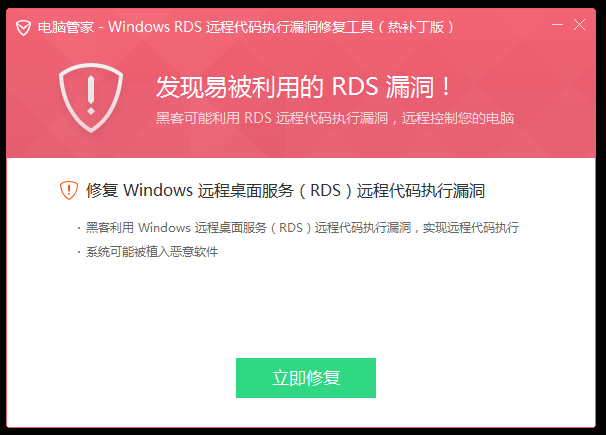 电脑管家 - Windows RDS 远程代码执行漏洞修复工具（热补丁版）
发现易被利用的 RDS 漏洞！
黑客可能利用 RDS 远程代码执行漏洞，远程控制您的电脑
修复 Windows 远程桌面服务（RDS）远程代码执行漏洞
· 黑客利用 Windows 远程桌面服务（RDS）远程代码执行漏洞，实现远程代码执行
· 系统可能被植入恶意软件
立即修复